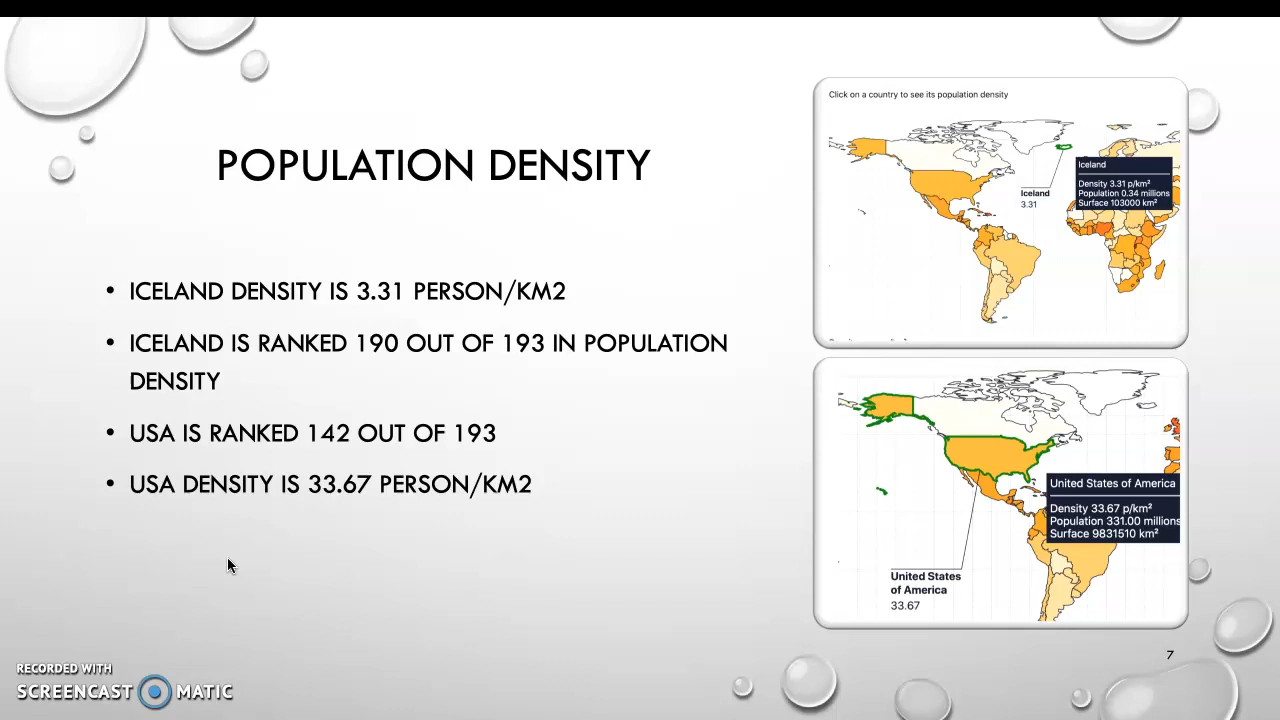 POPULATION DENSITY
• ICELAND DENSITY IS 3.31 PERSON/KM2
• ICELAND IS RANKED 190 OUT OF 193 IN POPULATION
DENSITY
• USA IS RANKED 142 OUT OF 193
• USA DENSITY IS 33.67 PERSON/KM2
Click on a country to see its population density
Iceland
Density 3.31 p/km²
Population 0.34 millions
Surface 103000 km²
Iceland
3.31
United States of America
Density 33.67 p/km²
Population 331.00 millions
Surface 9831510 km²
United States
of America
33.67
7
RECORDED WITH
SCREENCAST MATIC